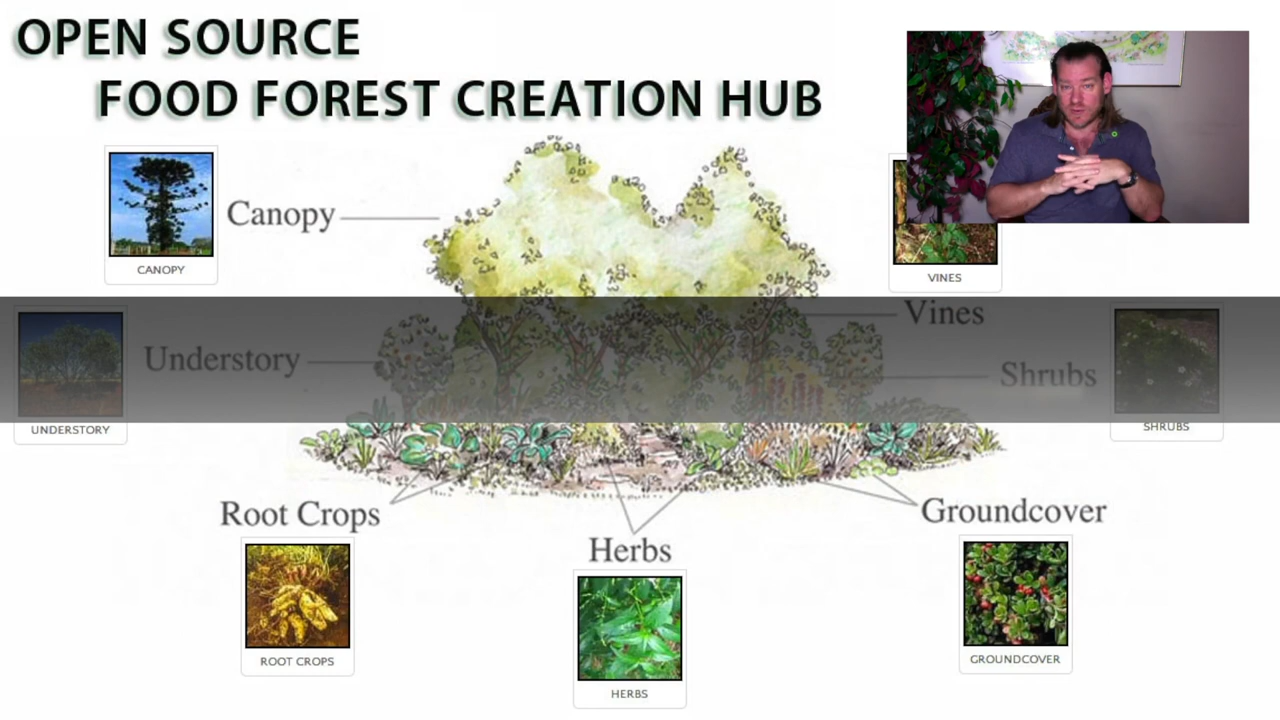 OPEN SOURCE
FOOD FOREST CREATION HUB
Canopy
CANOPY
VINES
Vines
Understory
Shrubs
UNDERSTORY
SHRUBS
Root Crops
Groundcover
Herbs
ROOT CROPS
GROUNDCOVER
HERBS